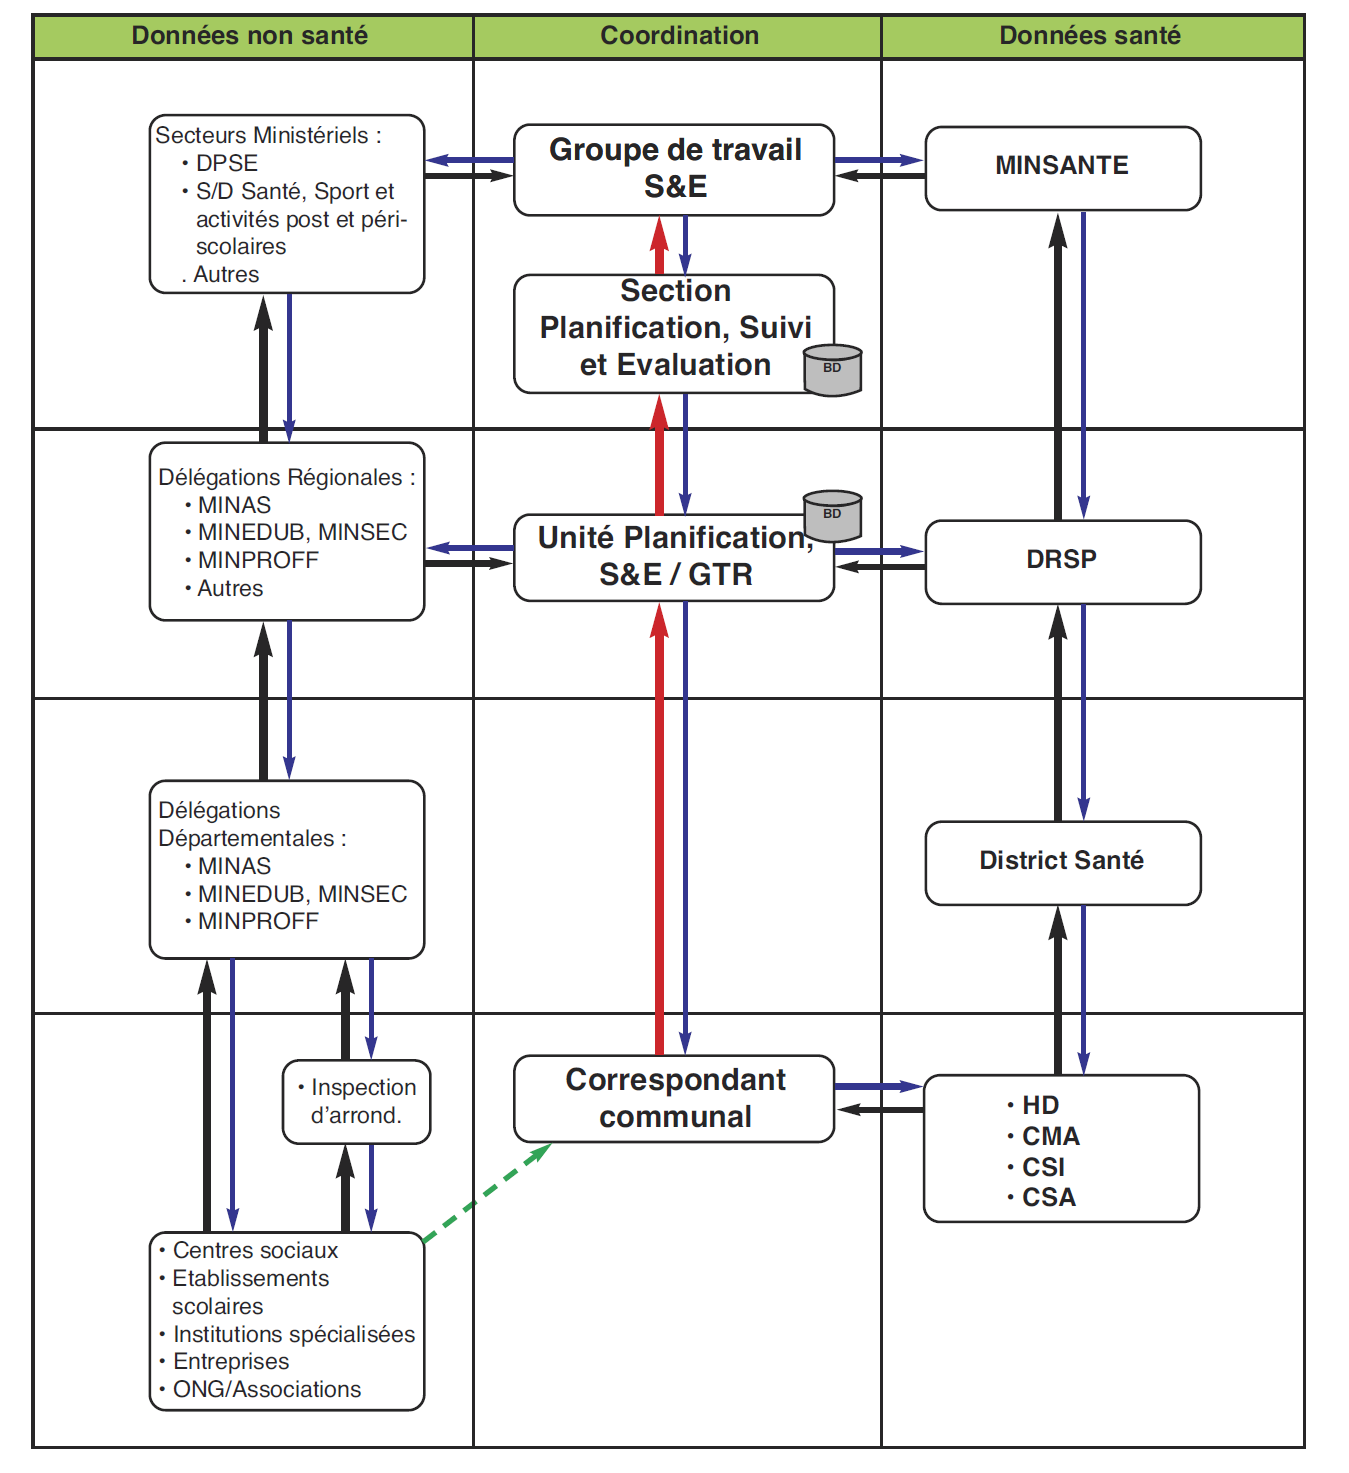 Données non santé
Coordination
Données santé
Secteurs Ministériels :
• DPSE
• S/D Santé, Sport et
activités post et péri-
scolaires
. Autres
Groupe de travail
S&E
MINSANTE
Section
Planification, Suivi
et Evaluation
BD
Délégations Régionales :
• MINAS
• MINEDUB, MINSEC
• MINPROFF
• Autres
BD
Unité Planification,
S&E / GTR
DRSP
Délégations
Départementales :
• MINAS
• MINEDUB, MINSEC
• MINPROFF
District Santé
• Inspection
d’arrond.
Correspondant
communal
• HD
• CMA
• CSI
• CSA
• Centres sociaux
• Etablissements
scolaires
• Institutions spécialisées
• Entreprises
• ONG/Associations